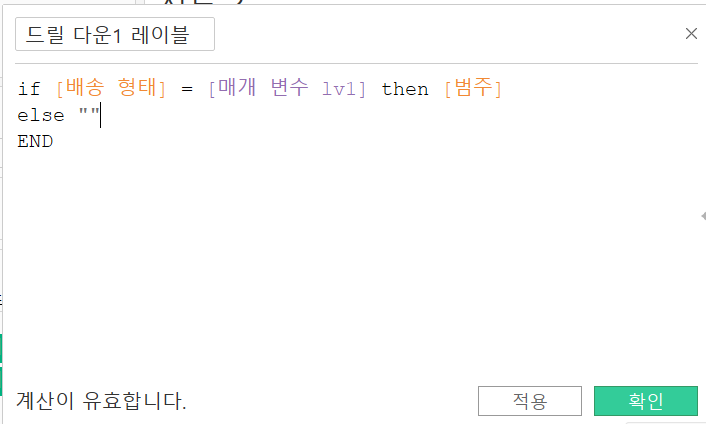 드릴 다운1 레이블
if [배송 형태] = [매개 변수 lv1] then [범주]
else ""
END
계산이 유효합니다.
적용
확인